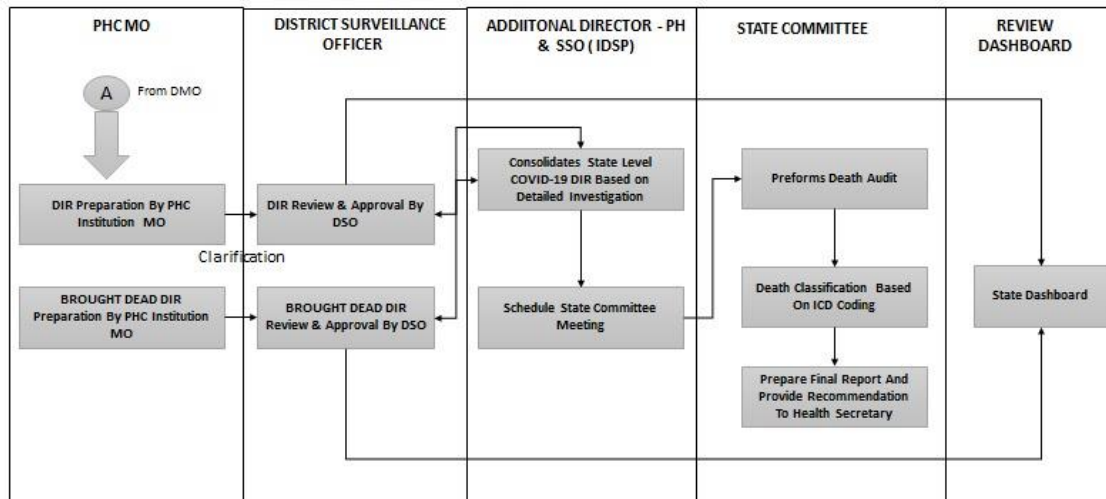 PHC MO
DISTRICT SURVEILLANCE
OFFICER
ADDIITONAL DIRECTOR - PH
& SSO ( IDSP)
STATE COMMITTEE
REVIEW
DASHBOARD
A
From DMO
DIR Preparation By PHC
Institution MO
DIR Review & Approval By
DSO
Consolidates State Level
COVID-19 DIR Based on
Detailed Investigation
Preforms Death Audit
Clarification
BROUGHT DEAD DIR
Preparation By PHC Institution
MO
BROUGHT DEAD DIR
Review & Approval By DSO
Schedule State Committee
Meeting
Death Classification Based
On ICD Coding
State Dashboard
Prepare Final Report And
Provide Recommendation
To Health Secretary